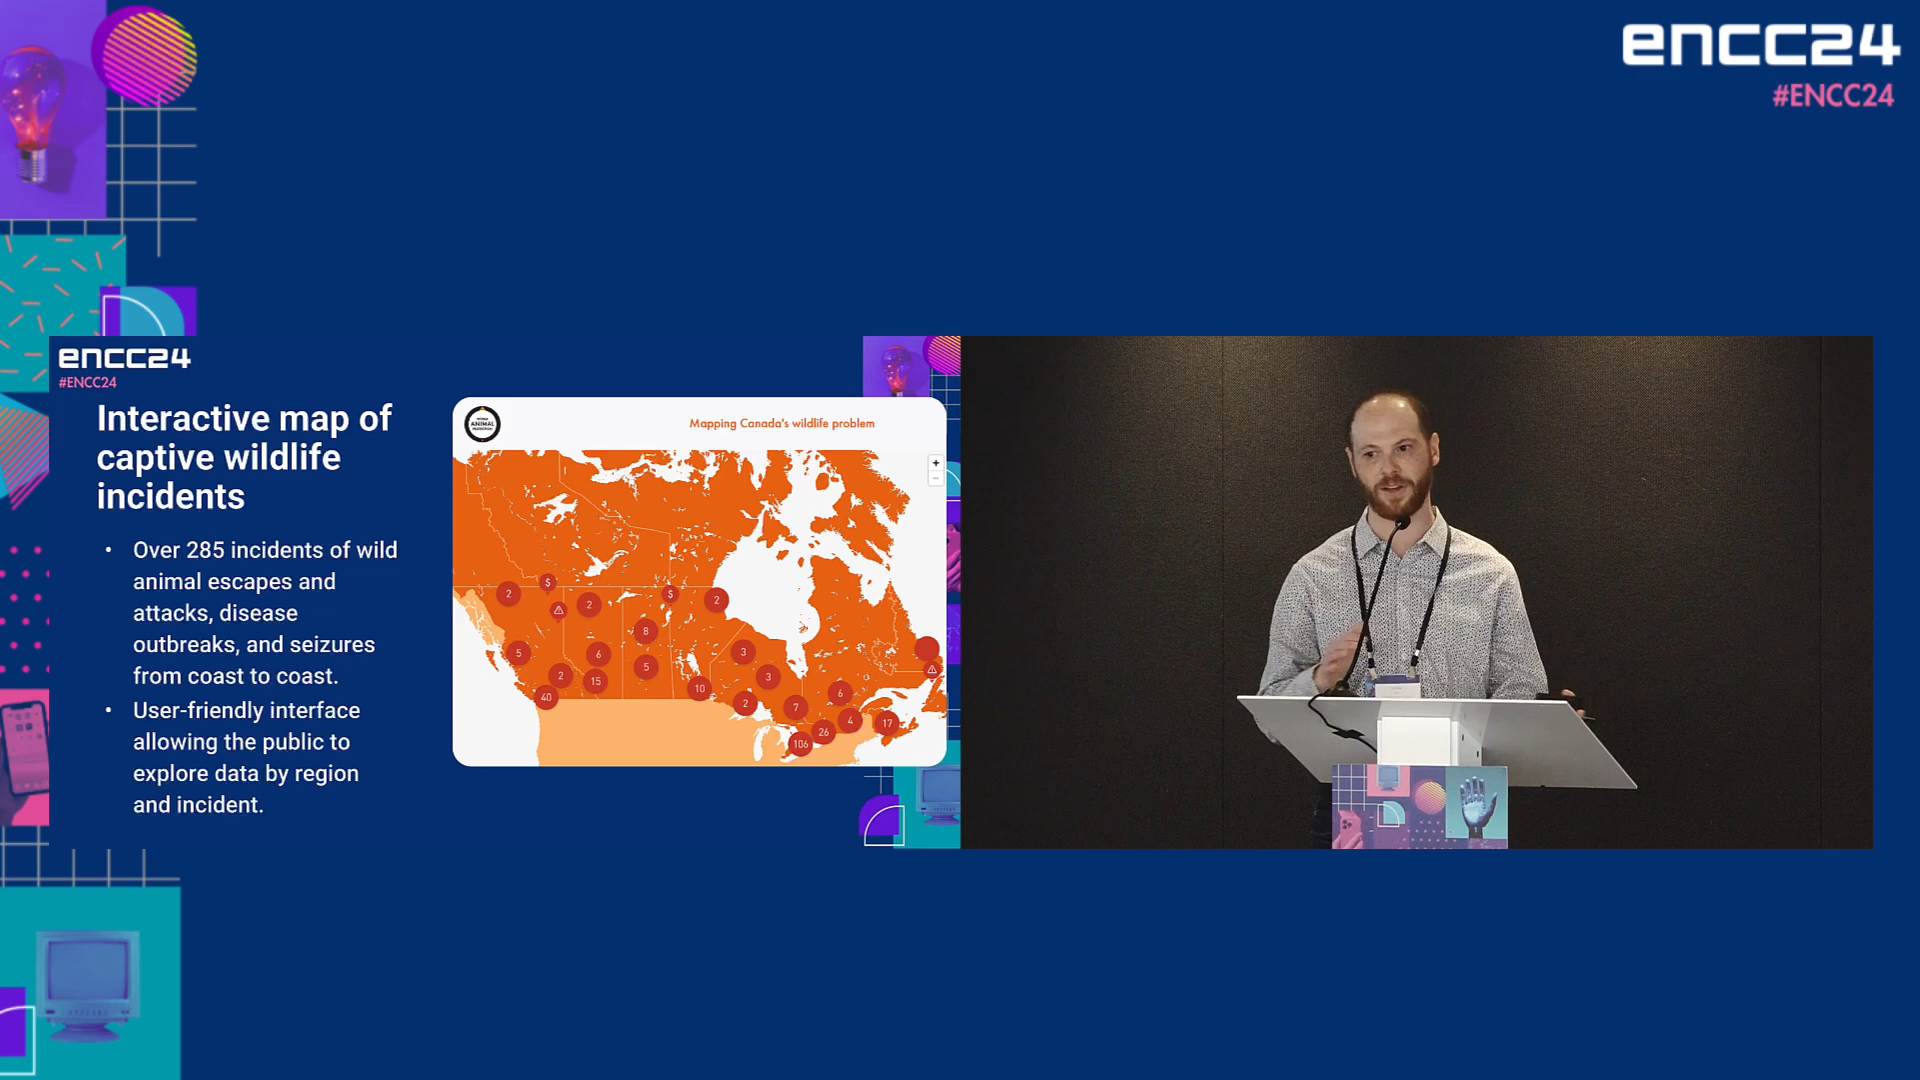 encc24
#ENCC24
encc24
#ENCC24
Interactive map of
captive wildlife
incidents
• Over 285 incidents of wild
animal escapes and
attacks, disease
outbreaks, and seizures
from coast to coast.
• User-friendly interface
allowing the public to
explore data by region
and incident.
WORLD
ANIMAL
PROTECTION
Mapping Canada's wildlife problem
+
−
2
$
2
$
2
8
5
6
5
3
2
15
3
40
10
2
6
7
4
17
26
106